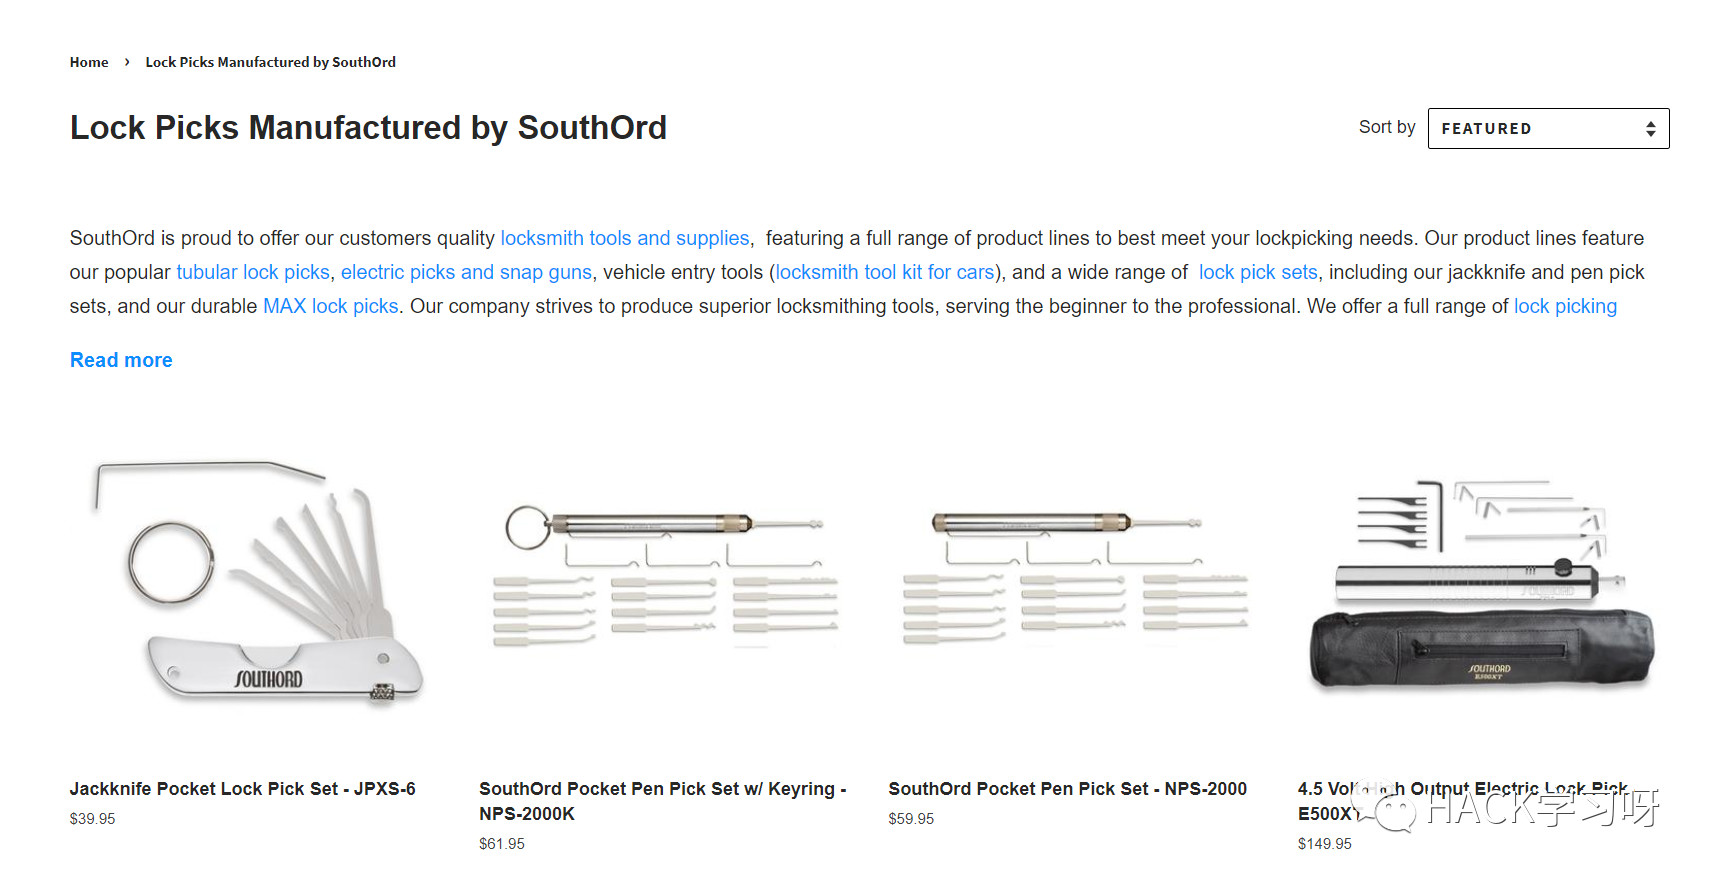 Home › Lock Picks Manufactured by SouthOrd
Lock Picks Manufactured by SouthOrd
Sort by FEATURED
SouthOrd is proud to offer our customers quality locksmith tools and supplies,  featuring a full range of product lines to best meet your lockpicking needs. Our product lines feature
our popular tubular lock picks, electric picks and snap guns, vehicle entry tools (locksmith tool kit for cars), and a wide range of  lock pick sets, including our jackknife and pen pick
sets, and our durable MAX lock picks. Our company strives to produce superior locksmithing tools, serving the beginner to the professional. We offer a full range of lock picking
Read more
SOUTHORD
SOUTHORD
SOUTHORD
E500XT
Jackknife Pocket Lock Pick Set - JPXS-6
$39.95
SouthOrd Pocket Pen Pick Set w/ Keyring -
NPS-2000K
$61.95
SouthOrd Pocket Pen Pick Set - NPS-2000
$59.95
4.5 Volt High Output Electric Lock Pick
E500XT
$149.95
HACK学习呀